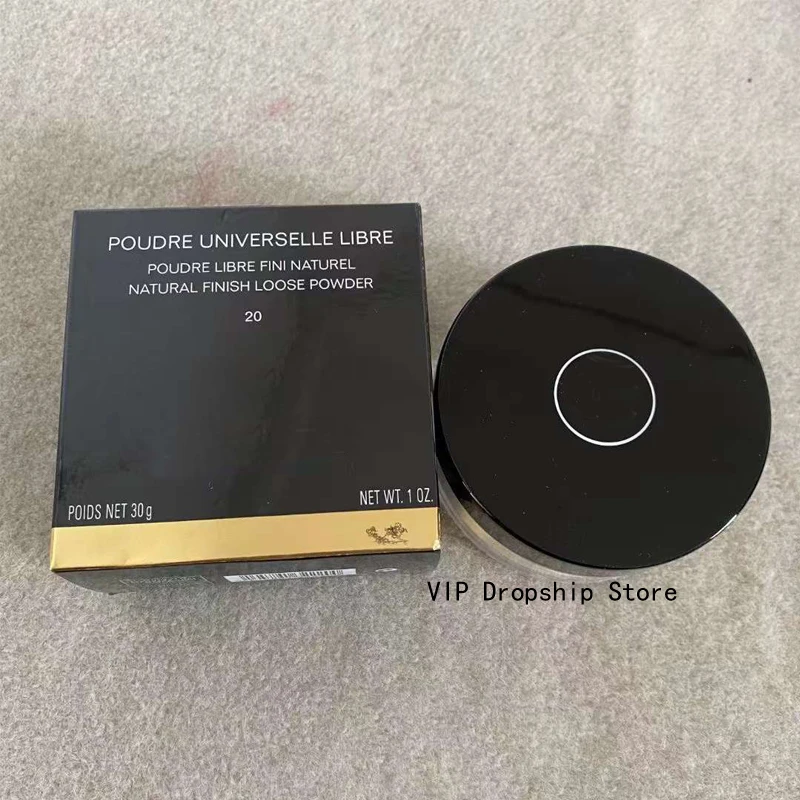 POUDRE UNIVERSELLE LIBRE
POUDRE LIBRE FINI NATUREL
NATURAL FINISH LOOSE POWDER
20
POIDS NET 30 g
NET WT. 1 OZ.
VIP Dropship Store